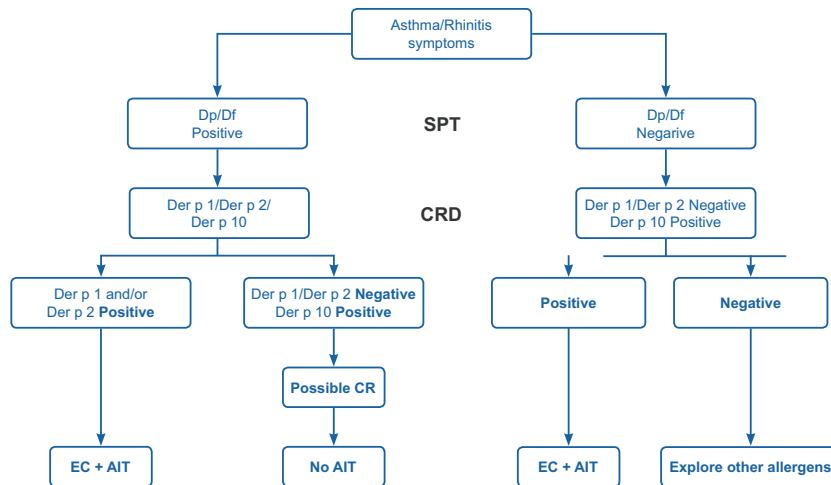 Asthma/Rhinitis
symptoms
Dp/Df
Positive
SPT
Dp/Df
Negarive
Der p 1/Der p 2/
Der p 10
CRD
Der p 1/Der p 2 Negative
Der p 10 Positive
Der p 1 and/or
Der p 2 Positive
Der p 1/Der p 2 Negative
Der p 10 Positive
Positive
Negative
Possible CR
EC + AIT
No AIT
EC + AIT
Explore other allergens